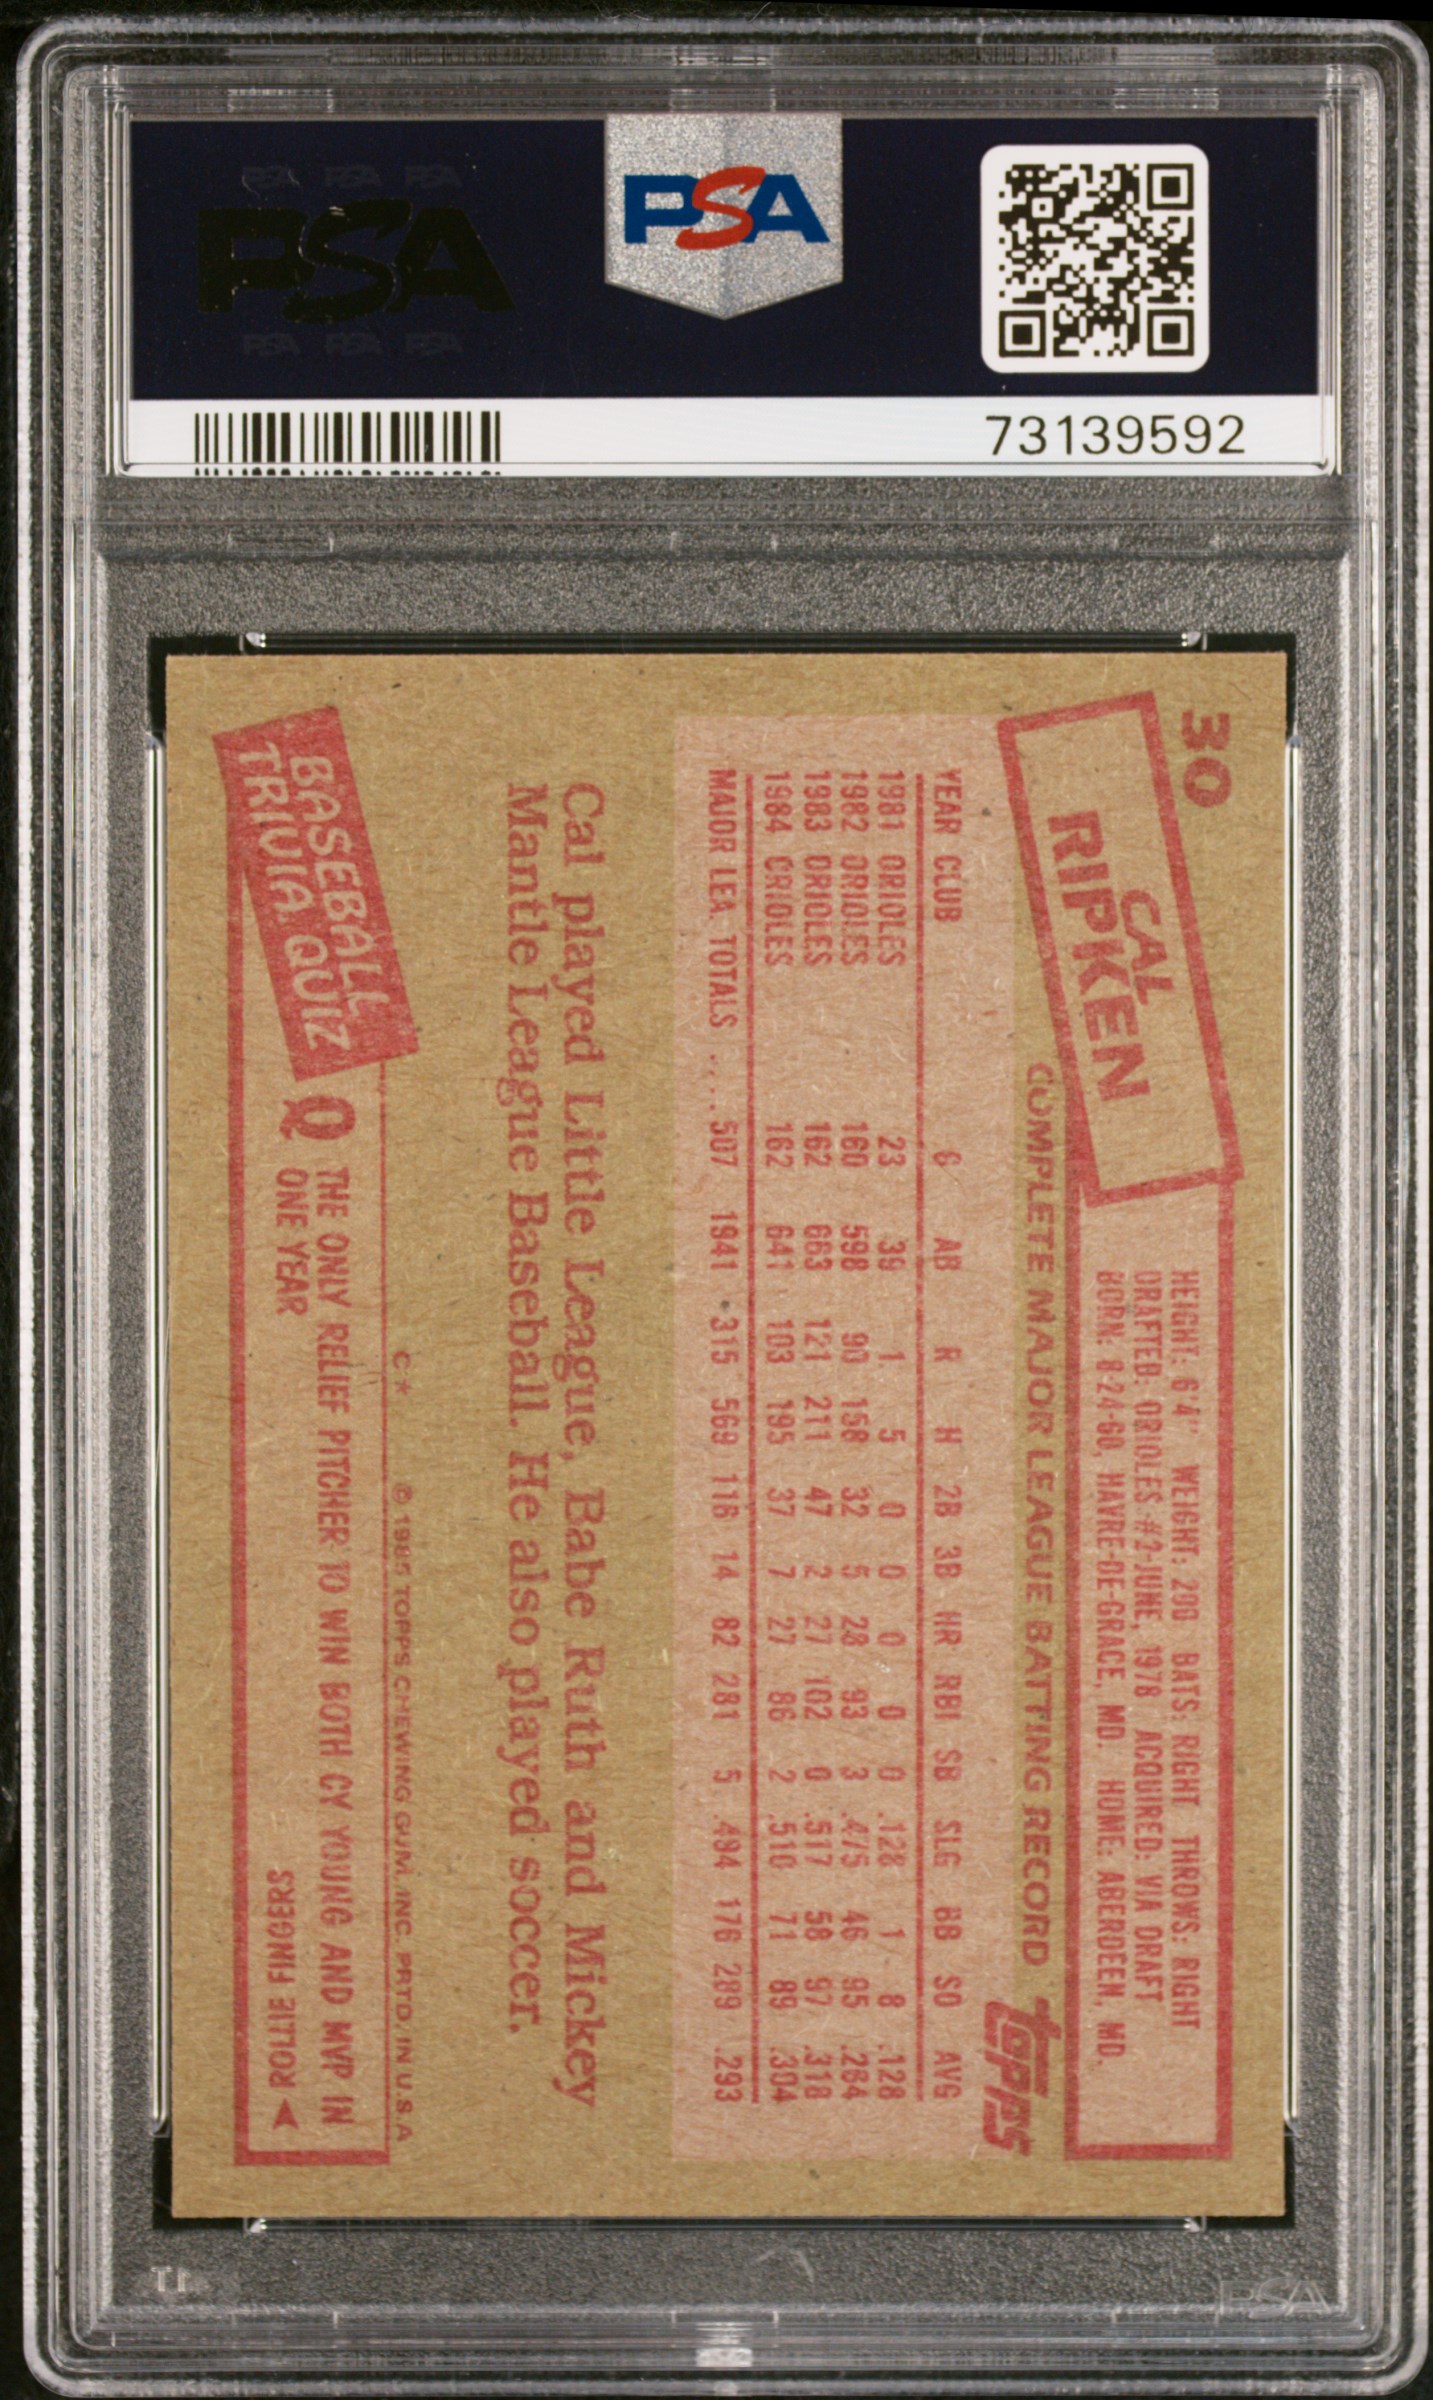 PSA PSA PSA
PSA
PSA PSA PSA
PSA
73139592
30
CAL
RIPKEN
HEIGHT: 6'4" WEIGHT: 200 BATS: RIGHT THROWS: RIGHT
DRAFTED: ORIOLES #2-JUNE, 1978 ACQUIRED: VIA DRAFT
BORN: 8-24-60, HAVRE-DE-GRACE, MD. HOME: ABERDEEN, MD.
COMPLETE MAJOR LEAGUE BATTING RECORD
topps
YEAR CLUB G AB R H 2B 3B HR RBI SB SLG BB SO AVG
1981 ORIOLES 23 39 1 5 0 0 0 0 0 .128 1 8 .128
1982 ORIOLES 160 598 90 158 32 5 28 93 3 .475 46 95 .264
1983 ORIOLES 162 663 121 211 47 2 27 102 0 .517 58 97 .318
1984 ORIOLES 162 641 103 195 37 7 27 86 2 .510 71 89 .304
MAJOR LEA. TOTALS ....507 1941 315 569 116 14 82 281 5 .494 176 289 .293
Cal played Little League, Babe Ruth and Mickey
Mantle League Baseball. He also played soccer.
C* © 1985 TOPPS CHEWING GUM, INC. PRTD. IN U.S.A
BASEBALL
TRIVIA QUIZ
Q THE ONLY RELIEF PITCHER TO WIN BOTH CY YOUNG AND MVP IN
ONE YEAR
ROLLIE FINGERS
PSA